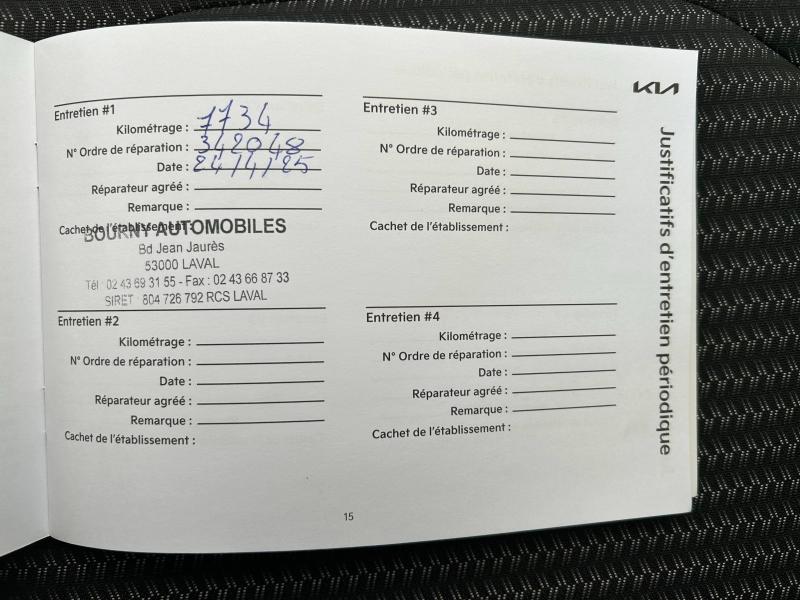 Entretien #1
Kilométrage : 1734
N° Ordre de réparation : 342048
Date : 24/4/25
Réparateur agréé :
Remarque :
Cachet de l'établissement :
BOURNY AUTOMOBILES
Bd Jean Jaurès
53000 LAVAL
Tél : 02 43 69 31 55 - Fax : 02 43 66 87 33
SIRET : 804 726 792 RCS LAVAL
Entretien #2
Kilométrage :
N° Ordre de réparation :
Date :
Réparateur agréé :
Remarque :
Cachet de l'établissement :
Entretien #3
Kilométrage :
N° Ordre de réparation :
Date :
Réparateur agréé :
Remarque :
Cachet de l'établissement :
Entretien #4
Kilométrage :
N° Ordre de réparation :
Date :
Réparateur agréé :
Remarque :
Cachet de l'établissement :
KIA
Justificatifs d'entretien périodique
15